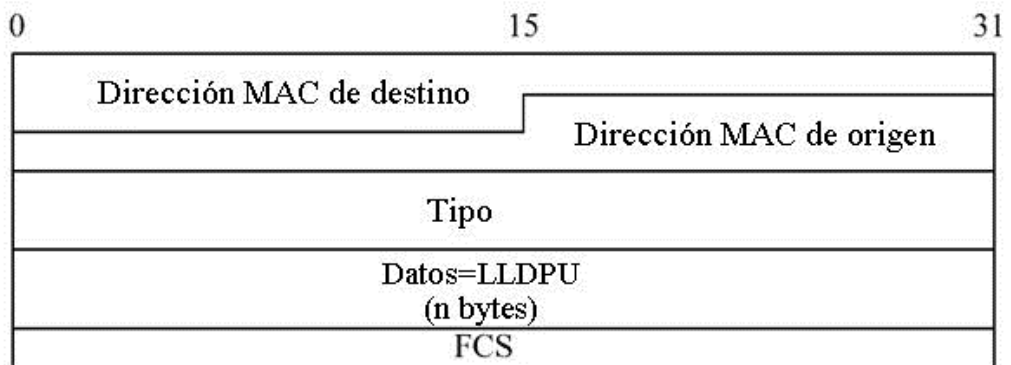 0 15 31
Dirección MAC de destino
Dirección MAC de origen
Tipo
Datos=LLDPU
(n bytes)
FCS